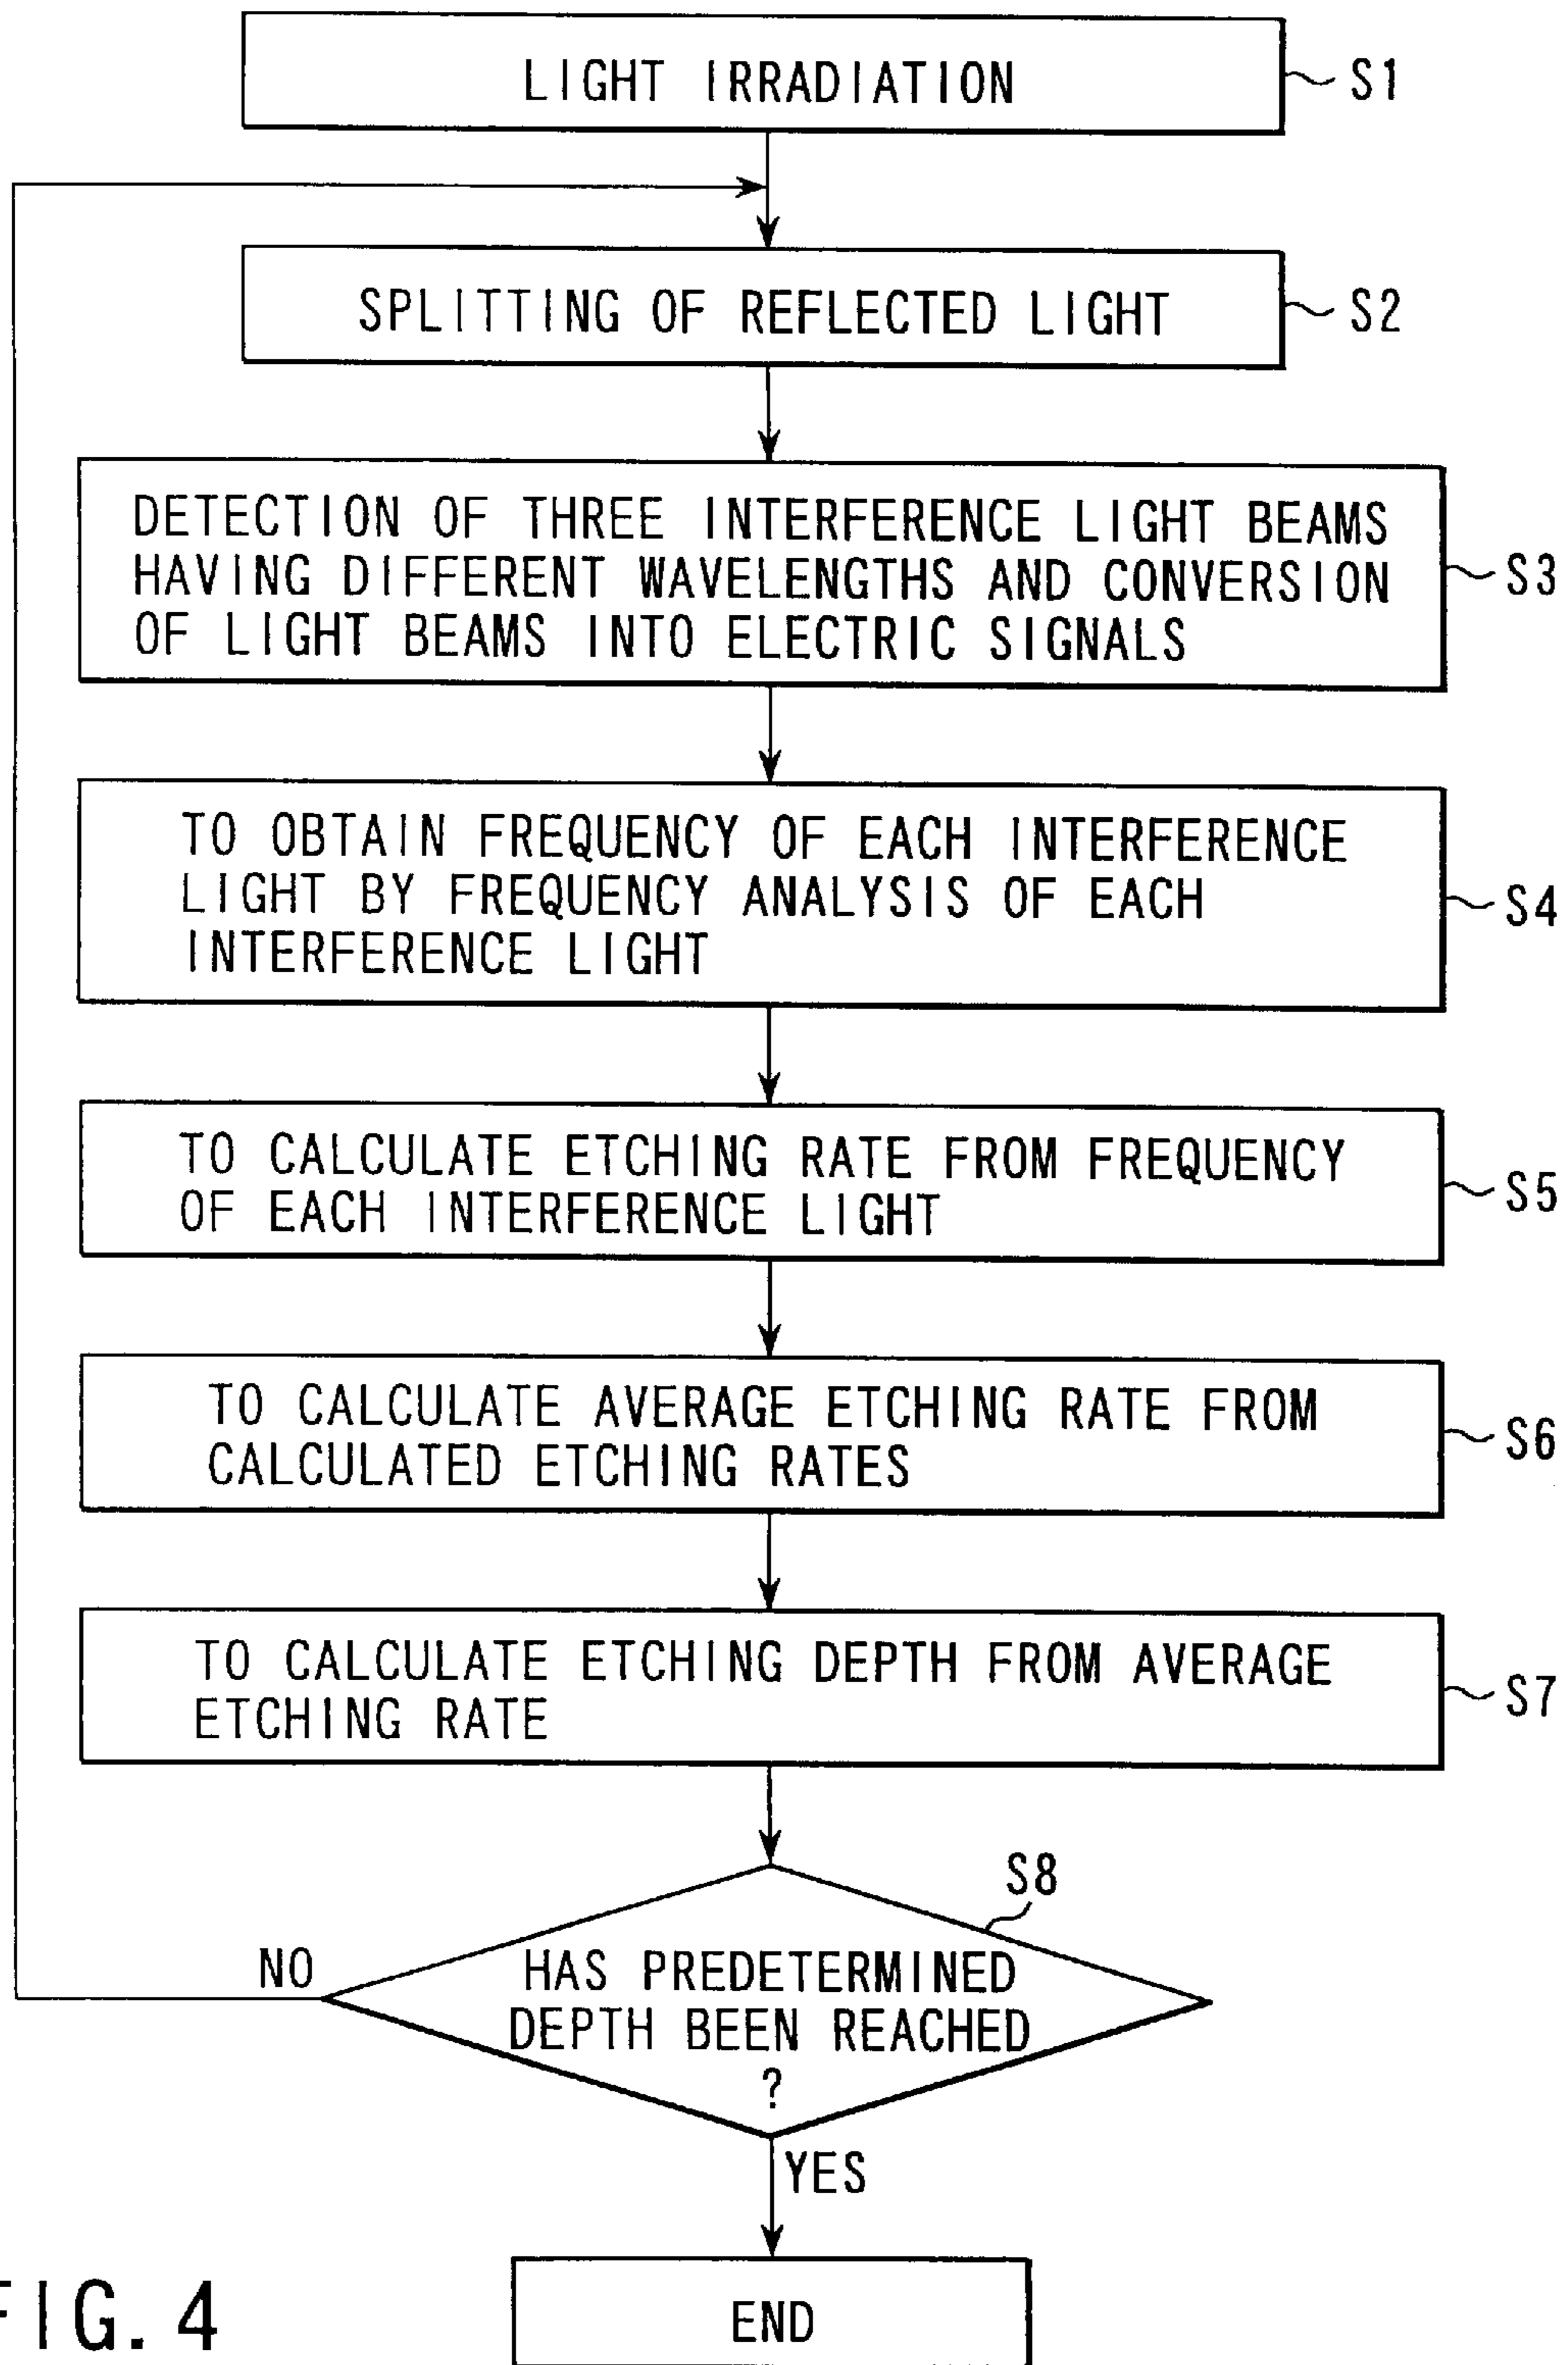 LIGHT IRRADIATION
S1
SPLITTING OF REFLECTED LIGHT
S2
DETECTION OF THREE INTERFERENCE LIGHT BEAMS
HAVING DIFFERENT WAVELENGTHS AND CONVERSION
OF LIGHT BEAMS INTO ELECTRIC SIGNALS
S3
TO OBTAIN FREQUENCY OF EACH INTERFERENCE
LIGHT BY FREQUENCY ANALYSIS OF EACH
INTERFERENCE LIGHT
S4
TO CALCULATE ETCHING RATE FROM FREQUENCY
OF EACH INTERFERENCE LIGHT
S5
TO CALCULATE AVERAGE ETCHING RATE FROM
CALCULATED ETCHING RATES
S6
TO CALCULATE ETCHING DEPTH FROM AVERAGE
ETCHING RATE
S7
S8
NO
HAS PREDETERMINED
DEPTH BEEN REACHED
?
YES
END
FIG. 4